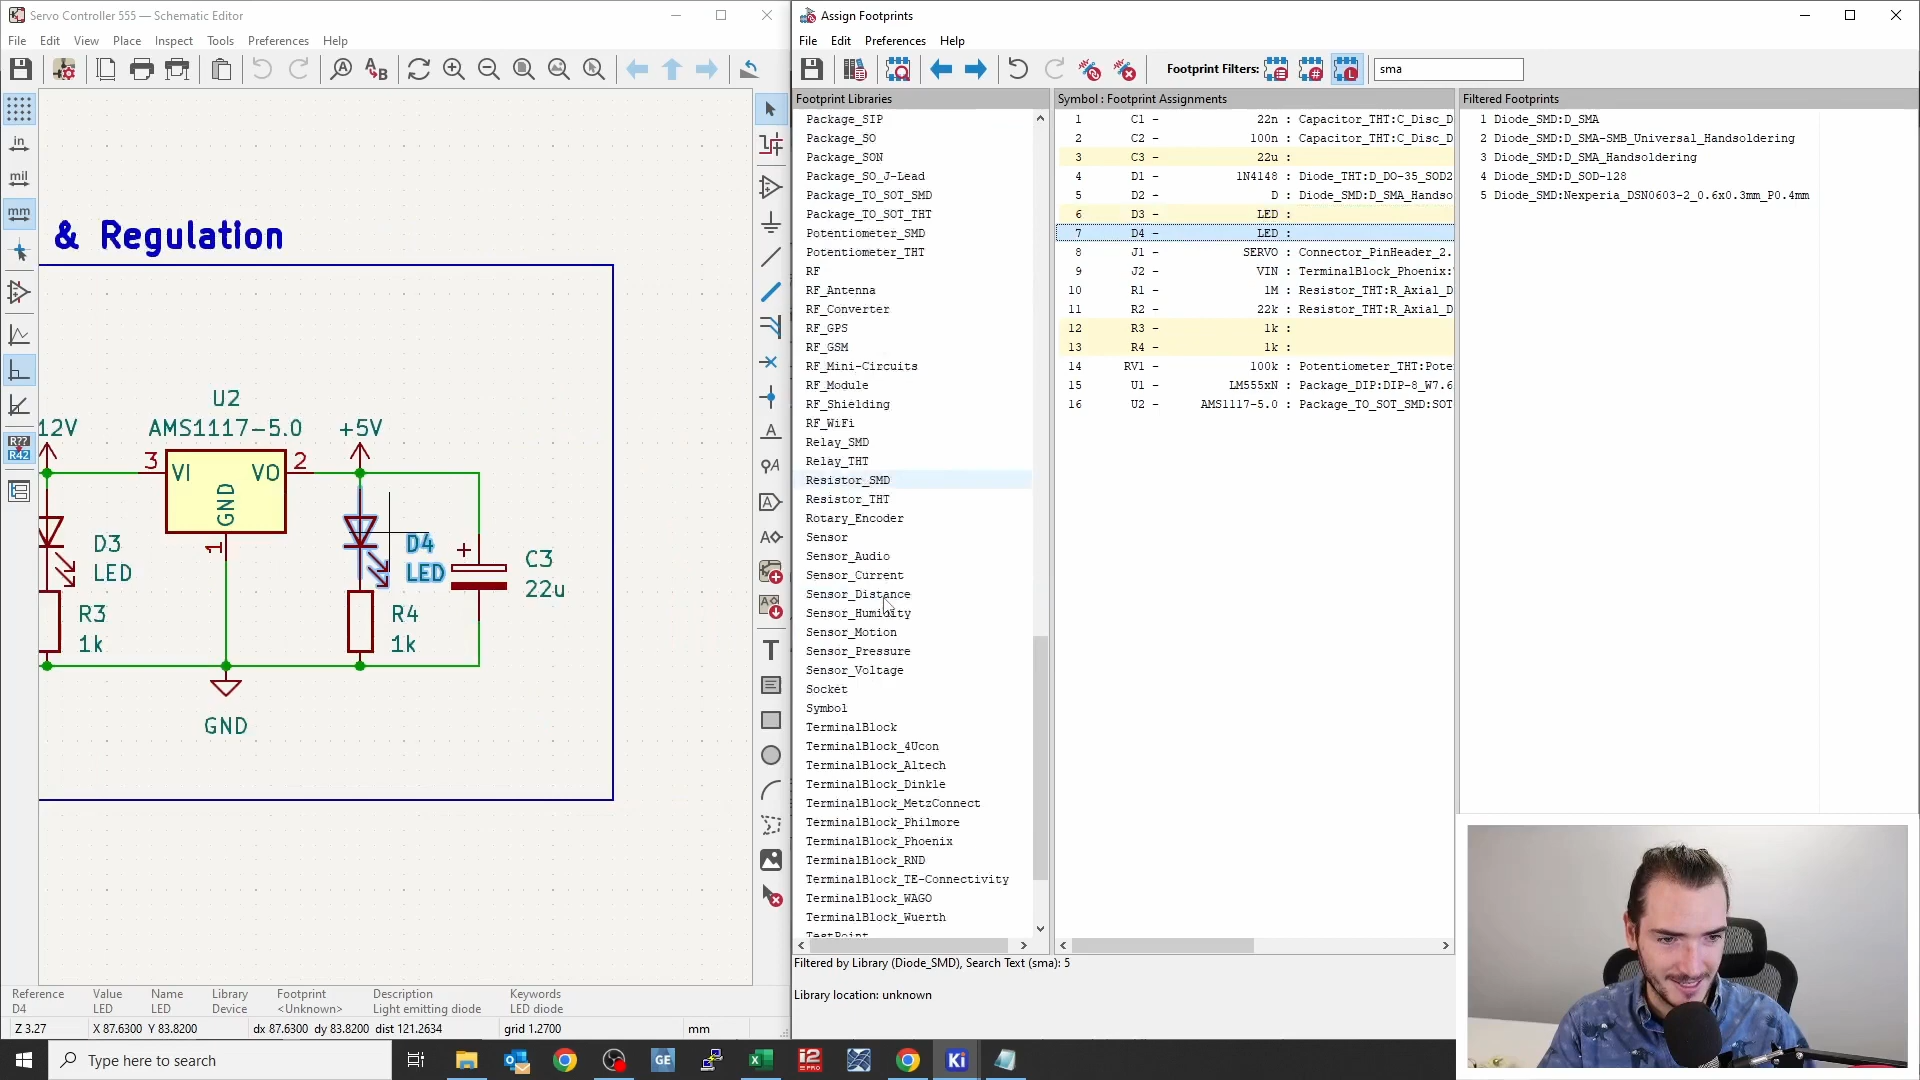 Servo Controller 555 — Schematic Editor
File Edit View Place Inspect Tools Preferences Help
in
mil
mm
R??
R42
& Regulation
12V
U2
AMS1117-5.0
+5V
3
VI
VO
2
GND
1
D3
LED
R3
1k
D4
LED
R4
1k
C3
22u
GND
Reference Value Name Library Footprint Description Keywords
D4 LED LED Device <Unknown> Light emitting diode LED diode
Z 3.27 X 87.6300 Y 83.8200 dx 87.6300 dy 83.8200 dist 121.2634 grid 1.2700 mm
Assign Footprints
File Edit Preferences Help
Footprint Filters: sma
Footprint Libraries
Package_SIP
Package_SO
Package_SON
Package_SO_J-Lead
Package_TO_SOT_SMD
Package_TO_SOT_THT
Potentiometer_SMD
Potentiometer_THT
RF
RF_Antenna
RF_Converter
RF_GPS
RF_GSM
RF_Mini-Circuits
RF_Module
RF_Shielding
RF_WiFi
Relay_SMD
Relay_THT
Resistor_SMD
Resistor_THT
Rotary_Encoder
Sensor
Sensor_Audio
Sensor_Current
Sensor_Distance
Sensor_Humidity
Sensor_Motion
Sensor_Pressure
Sensor_Voltage
Socket
Symbol
TerminalBlock
TerminalBlock_4Ucon
TerminalBlock_Altech
TerminalBlock_Dinkle
TerminalBlock_MetzConnect
TerminalBlock_Philmore
TerminalBlock_Phoenix
TerminalBlock_RND
TerminalBlock_TE-Connectivity
TerminalBlock_WAGO
TerminalBlock_Wuerth
TestPoint
Symbol : Footprint Assignments
1 C1 - 22n : Capacitor_THT:C_Disc_D
2 C2 - 100n : Capacitor_THT:C_Disc_D
3 C3 - 22u :
4 D1 - 1N4148 : Diode_THT:D_DO-35_SOD2
5 D2 - D : Diode_SMD:D_SMA_Handso
6 D3 - LED :
7 D4 - LED :
8 J1 - SERVO : Connector_PinHeader_2.
9 J2 - VIN : TerminalBlock_Phoenix:
10 R1 - 1M : Resistor_THT:R_Axial_D
11 R2 - 22k : Resistor_THT:R_Axial_D
12 R3 - 1k :
13 R4 - 1k :
14 RV1 - 100k : Potentiometer_THT:Pote
15 U1 - LM555xN : Package_DIP:DIP-8_W7.6
16 U2 - AMS1117-5.0 : Package_TO_SOT_SMD:SOT
Filtered Footprints
1 Diode_SMD:D_SMA
2 Diode_SMD:D_SMA-SMB_Universal_Handsoldering
3 Diode_SMD:D_SMA_Handsoldering
4 Diode_SMD:D_SOD-128
5 Diode_SMD:Nexperia_DSN0603-2_0.6x0.3mm_P0.4mm
Filtered by Library (Diode_SMD), Search Text (sma): 5
Library location: unknown
Type here to search
GE
i2
PRO
Ki